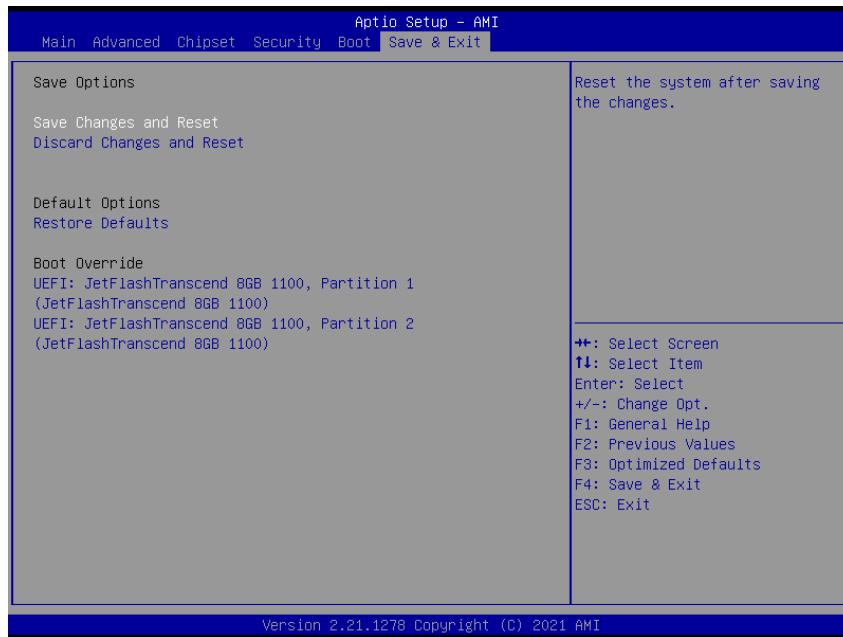 Aptio Setup - AMI
Main Advanced Chipset Security Boot Save & Exit
Save Options
Save Changes and Reset
Discard Changes and Reset
Default Options
Restore Defaults
Boot Override
UEFI: JetFlashTranscend 8GB 1100, Partition 1
(JetFlashTranscend 8GB 1100)
UEFI: JetFlashTranscend 8GB 1100, Partition 2
(JetFlashTranscend 8GB 1100)
Reset the system after saving
the changes.
→←: Select Screen
↑↓: Select Item
Enter: Select
+/-: Change Opt.
F1: General Help
F2: Previous Values
F3: Optimized Defaults
F4: Save & Exit
ESC: Exit
Version 2.21.1278 Copyright (C) 2021 AMI